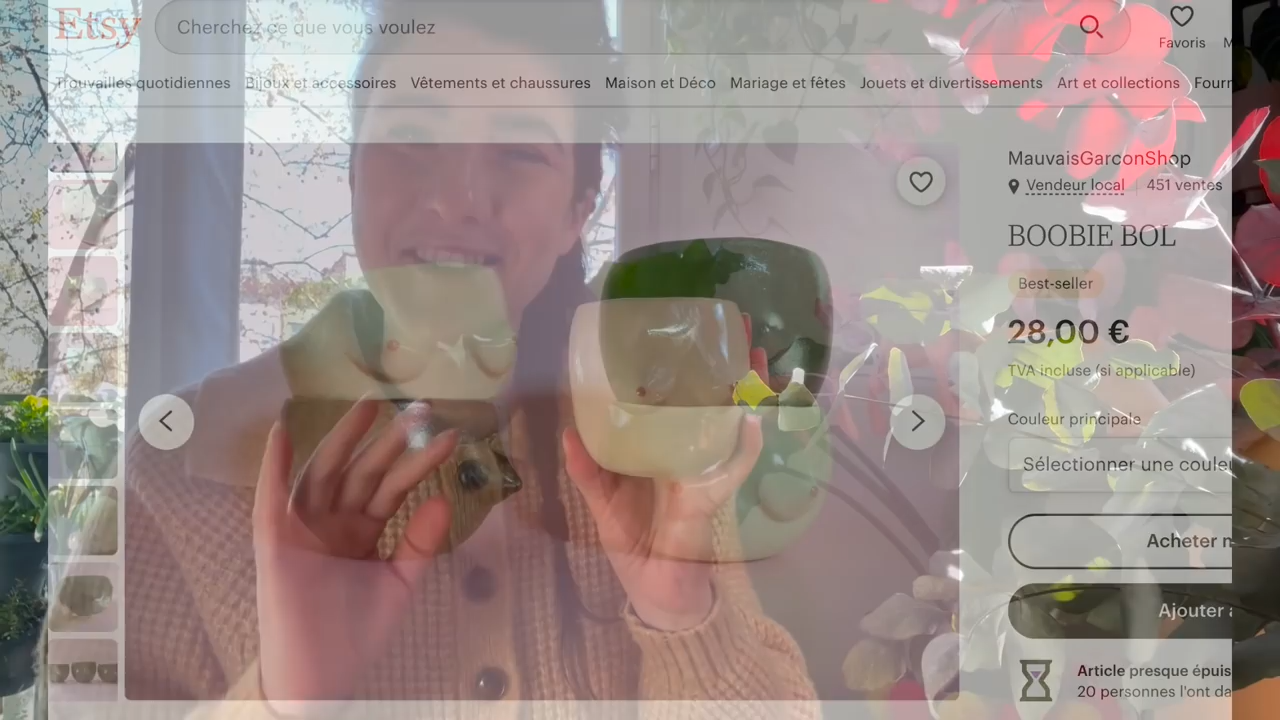 Etsy
Cherchez ce que vous voulez
Favoris
Trouvailles quotidiennes Bijoux et accessoires Vêtements et chaussures Maison et Déco Mariage et fêtes Jouets et divertissements Art et collections Fourn
MauvaisGarconShop
Vendeur local 451 ventes
BOOBIE BOL
Best-seller
28,00 €
TVA incluse (si applicable)
Couleur principale
Sélectionner une couleu
Acheter
Ajouter
Article presque épuis
20 personnes l'ont da